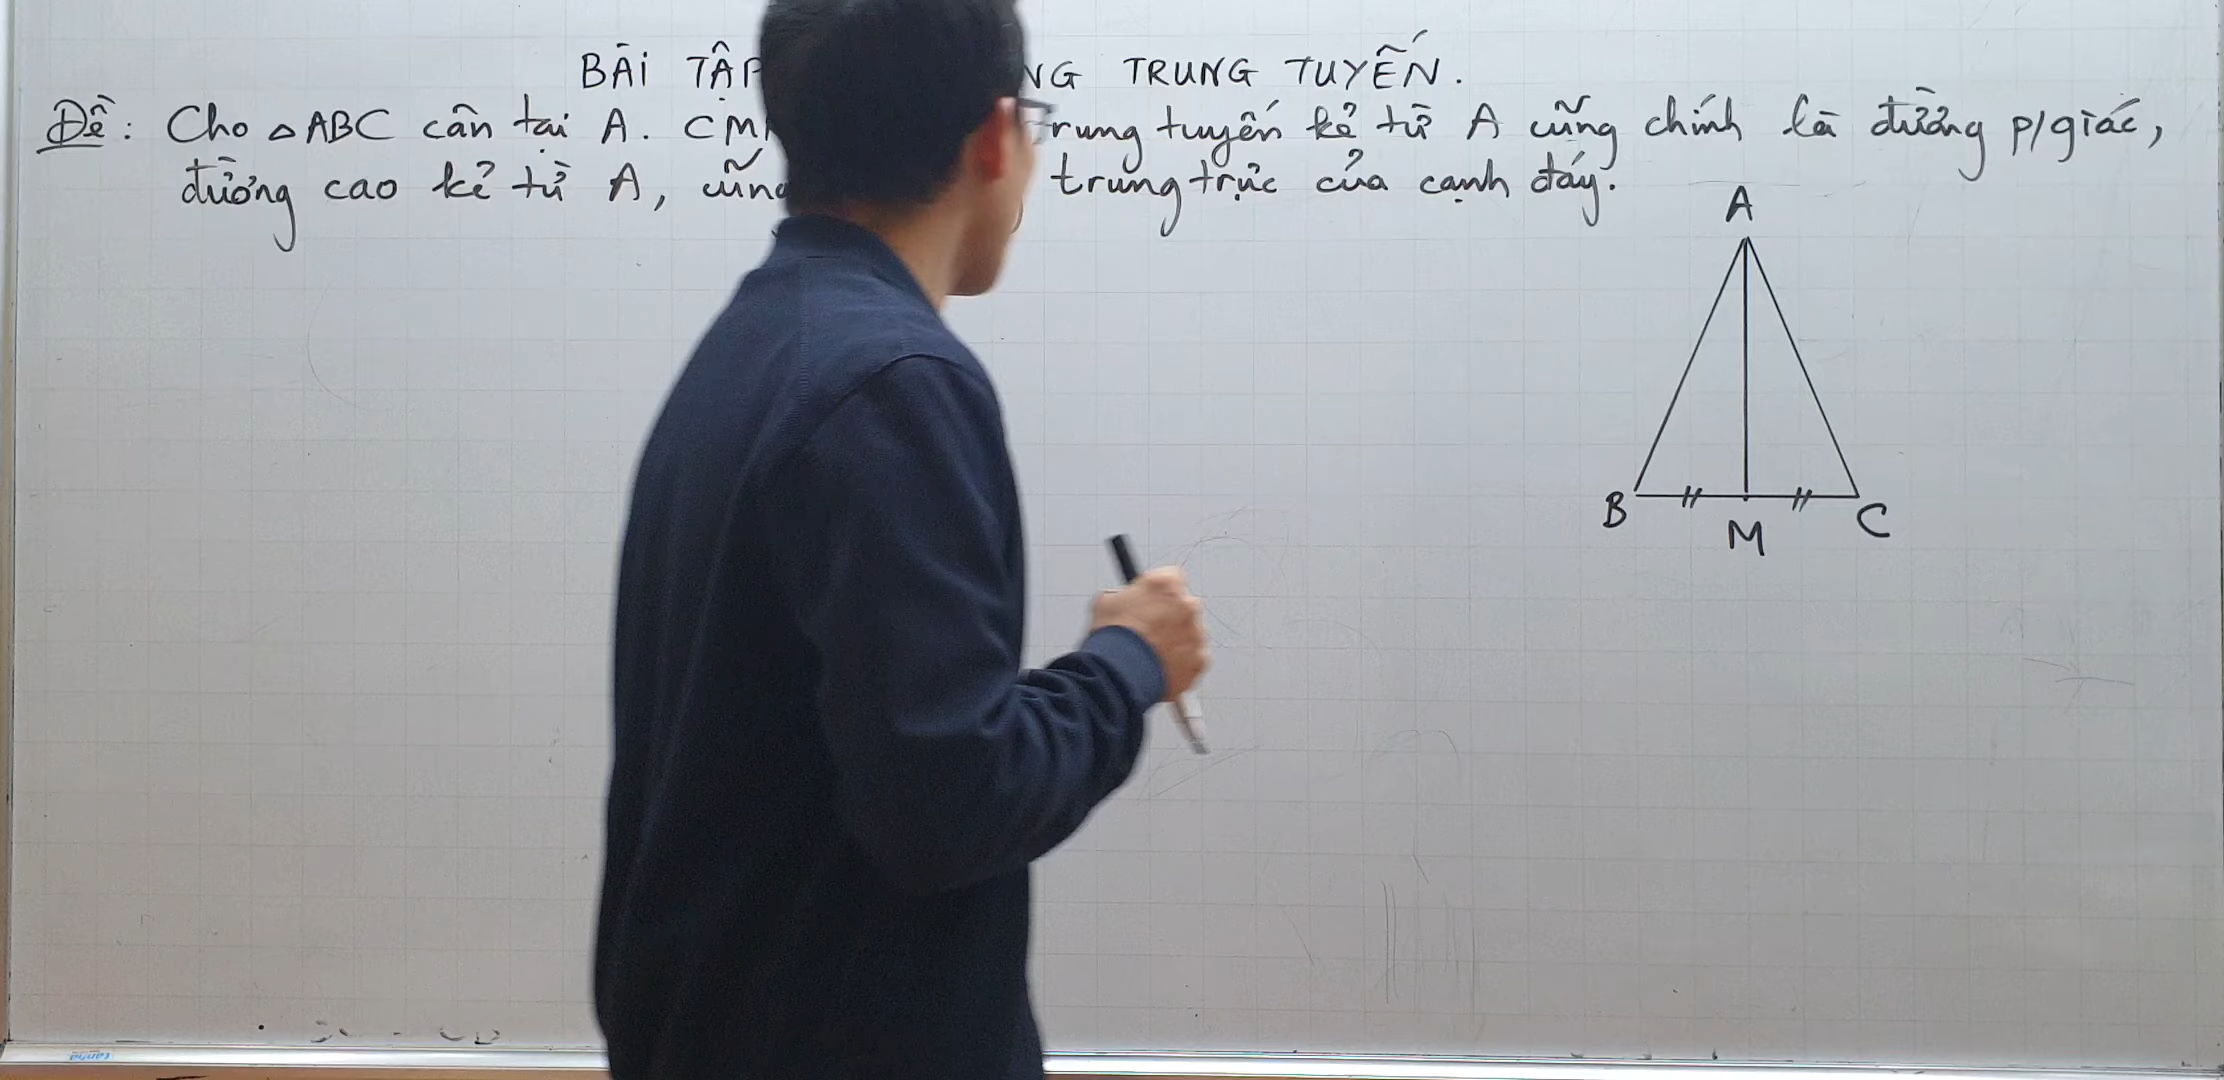 BÀI TẬP NG TRUNG TUYẾN.
Đề: Cho △ABC cân tại A. CM trung tuyến kẻ từ A cũng chính là đường p/giác,
đường cao kẻ từ A, cũng trung trực của cạnh đáy.
A
B M C